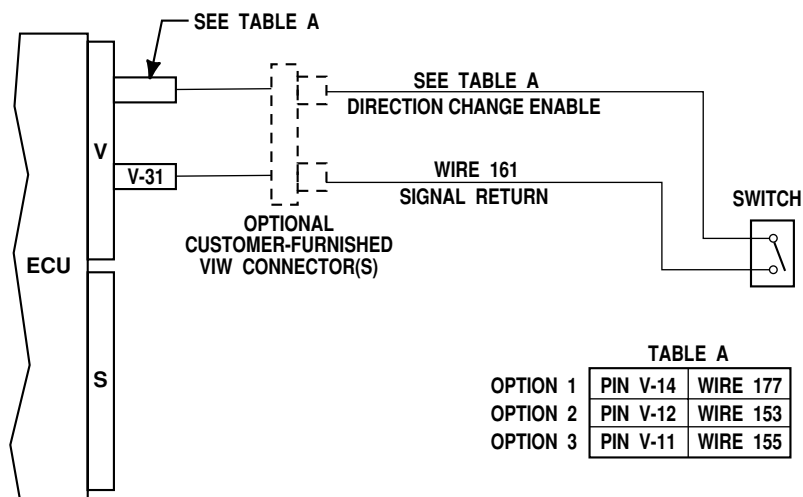 SEE TABLE A
SEE TABLE A
DIRECTION CHANGE ENABLE
V
V-31
WIRE 161
SIGNAL RETURN
SWITCH
OPTIONAL
CUSTOMER-FURNISHED
VIW CONNECTOR(S)
ECU
S
TABLE A
OPTION 1 PIN V-14 WIRE 177
OPTION 2 PIN V-12 WIRE 153
OPTION 3 PIN V-11 WIRE 155